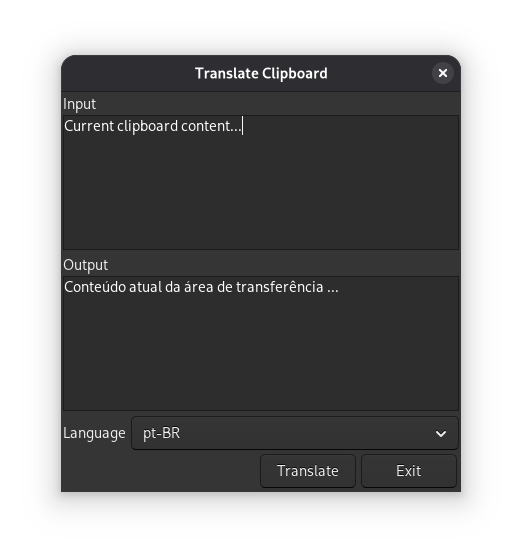 Translate Clipboard
Input
Current clipboard content...
Output
Conteúdo atual da área de transferência ...
Language pt-BR
Translate Exit